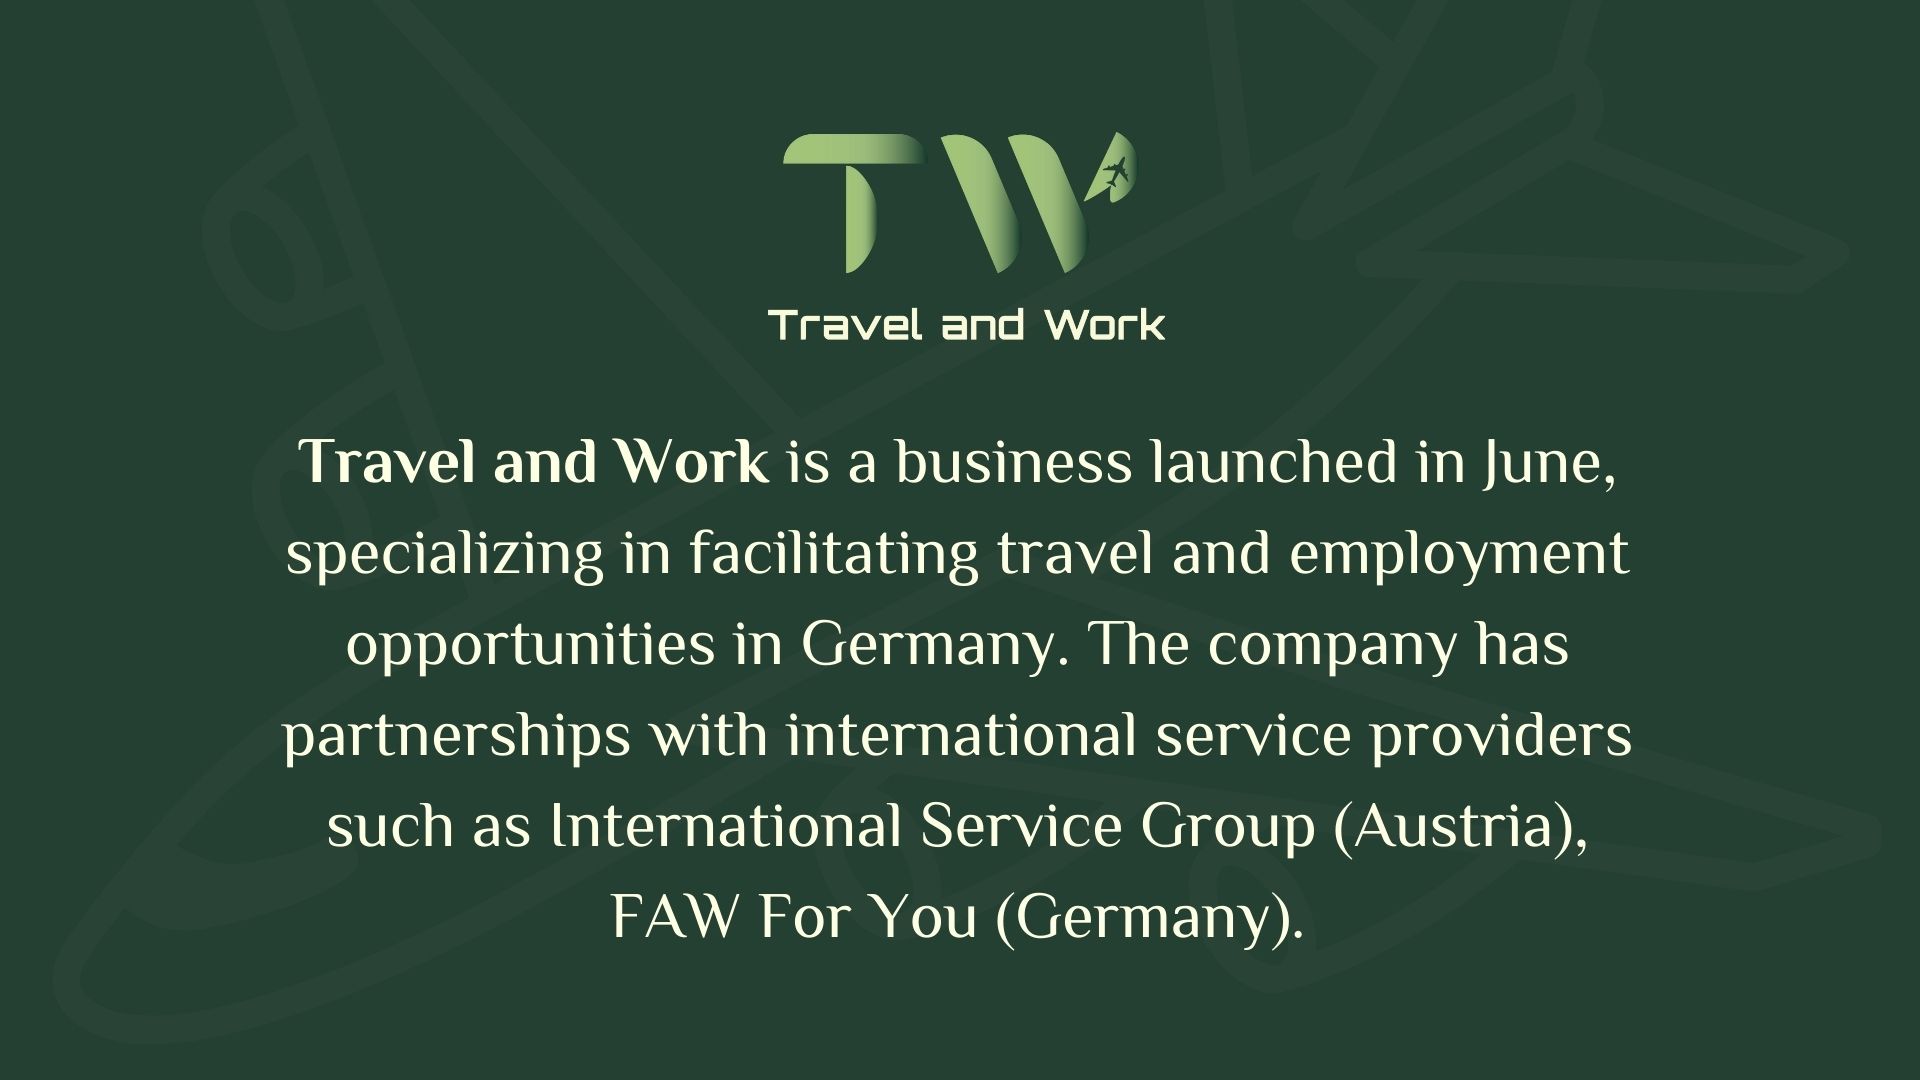 TW
Travel and Work
Travel and Work is a business launched in June,
specializing in facilitating travel and employment
opportunities in Germany. The company has
partnerships with international service providers
such as International Service Group (Austria),
FAW For You (Germany).